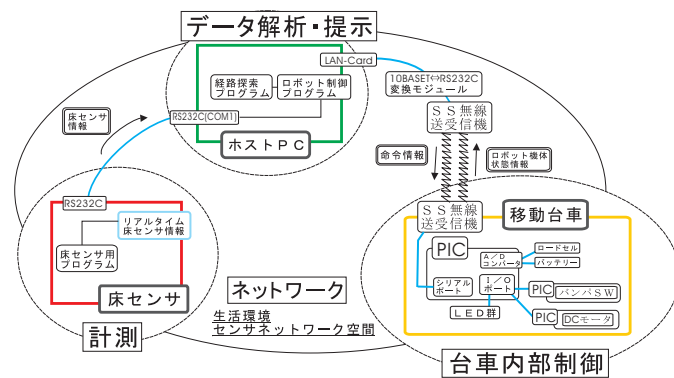 データ解析・提示
LAN-Card
経路探索
プログラム
ロボット制御
プログラム
10BASET⇔RS232C
変換モジュール
RS232C(COM1)
ホストPC
床センサ
情報
SS無線
送受信機
命令情報
ロボット機体
状態情報
RS232C
リアルタイム
床センサ情報
床センサ用
プログラム
床センサ
計測
ネットワーク
生活環境
センサネットワーク空間
SS無線
送受信機
移動台車
PIC
A/D
コンバータ
ロードセル
バッテリー
シリアル
ポート
I/O
ポート
PIC
バンパSW
LED群
PIC
DCモータ
台車内部制御